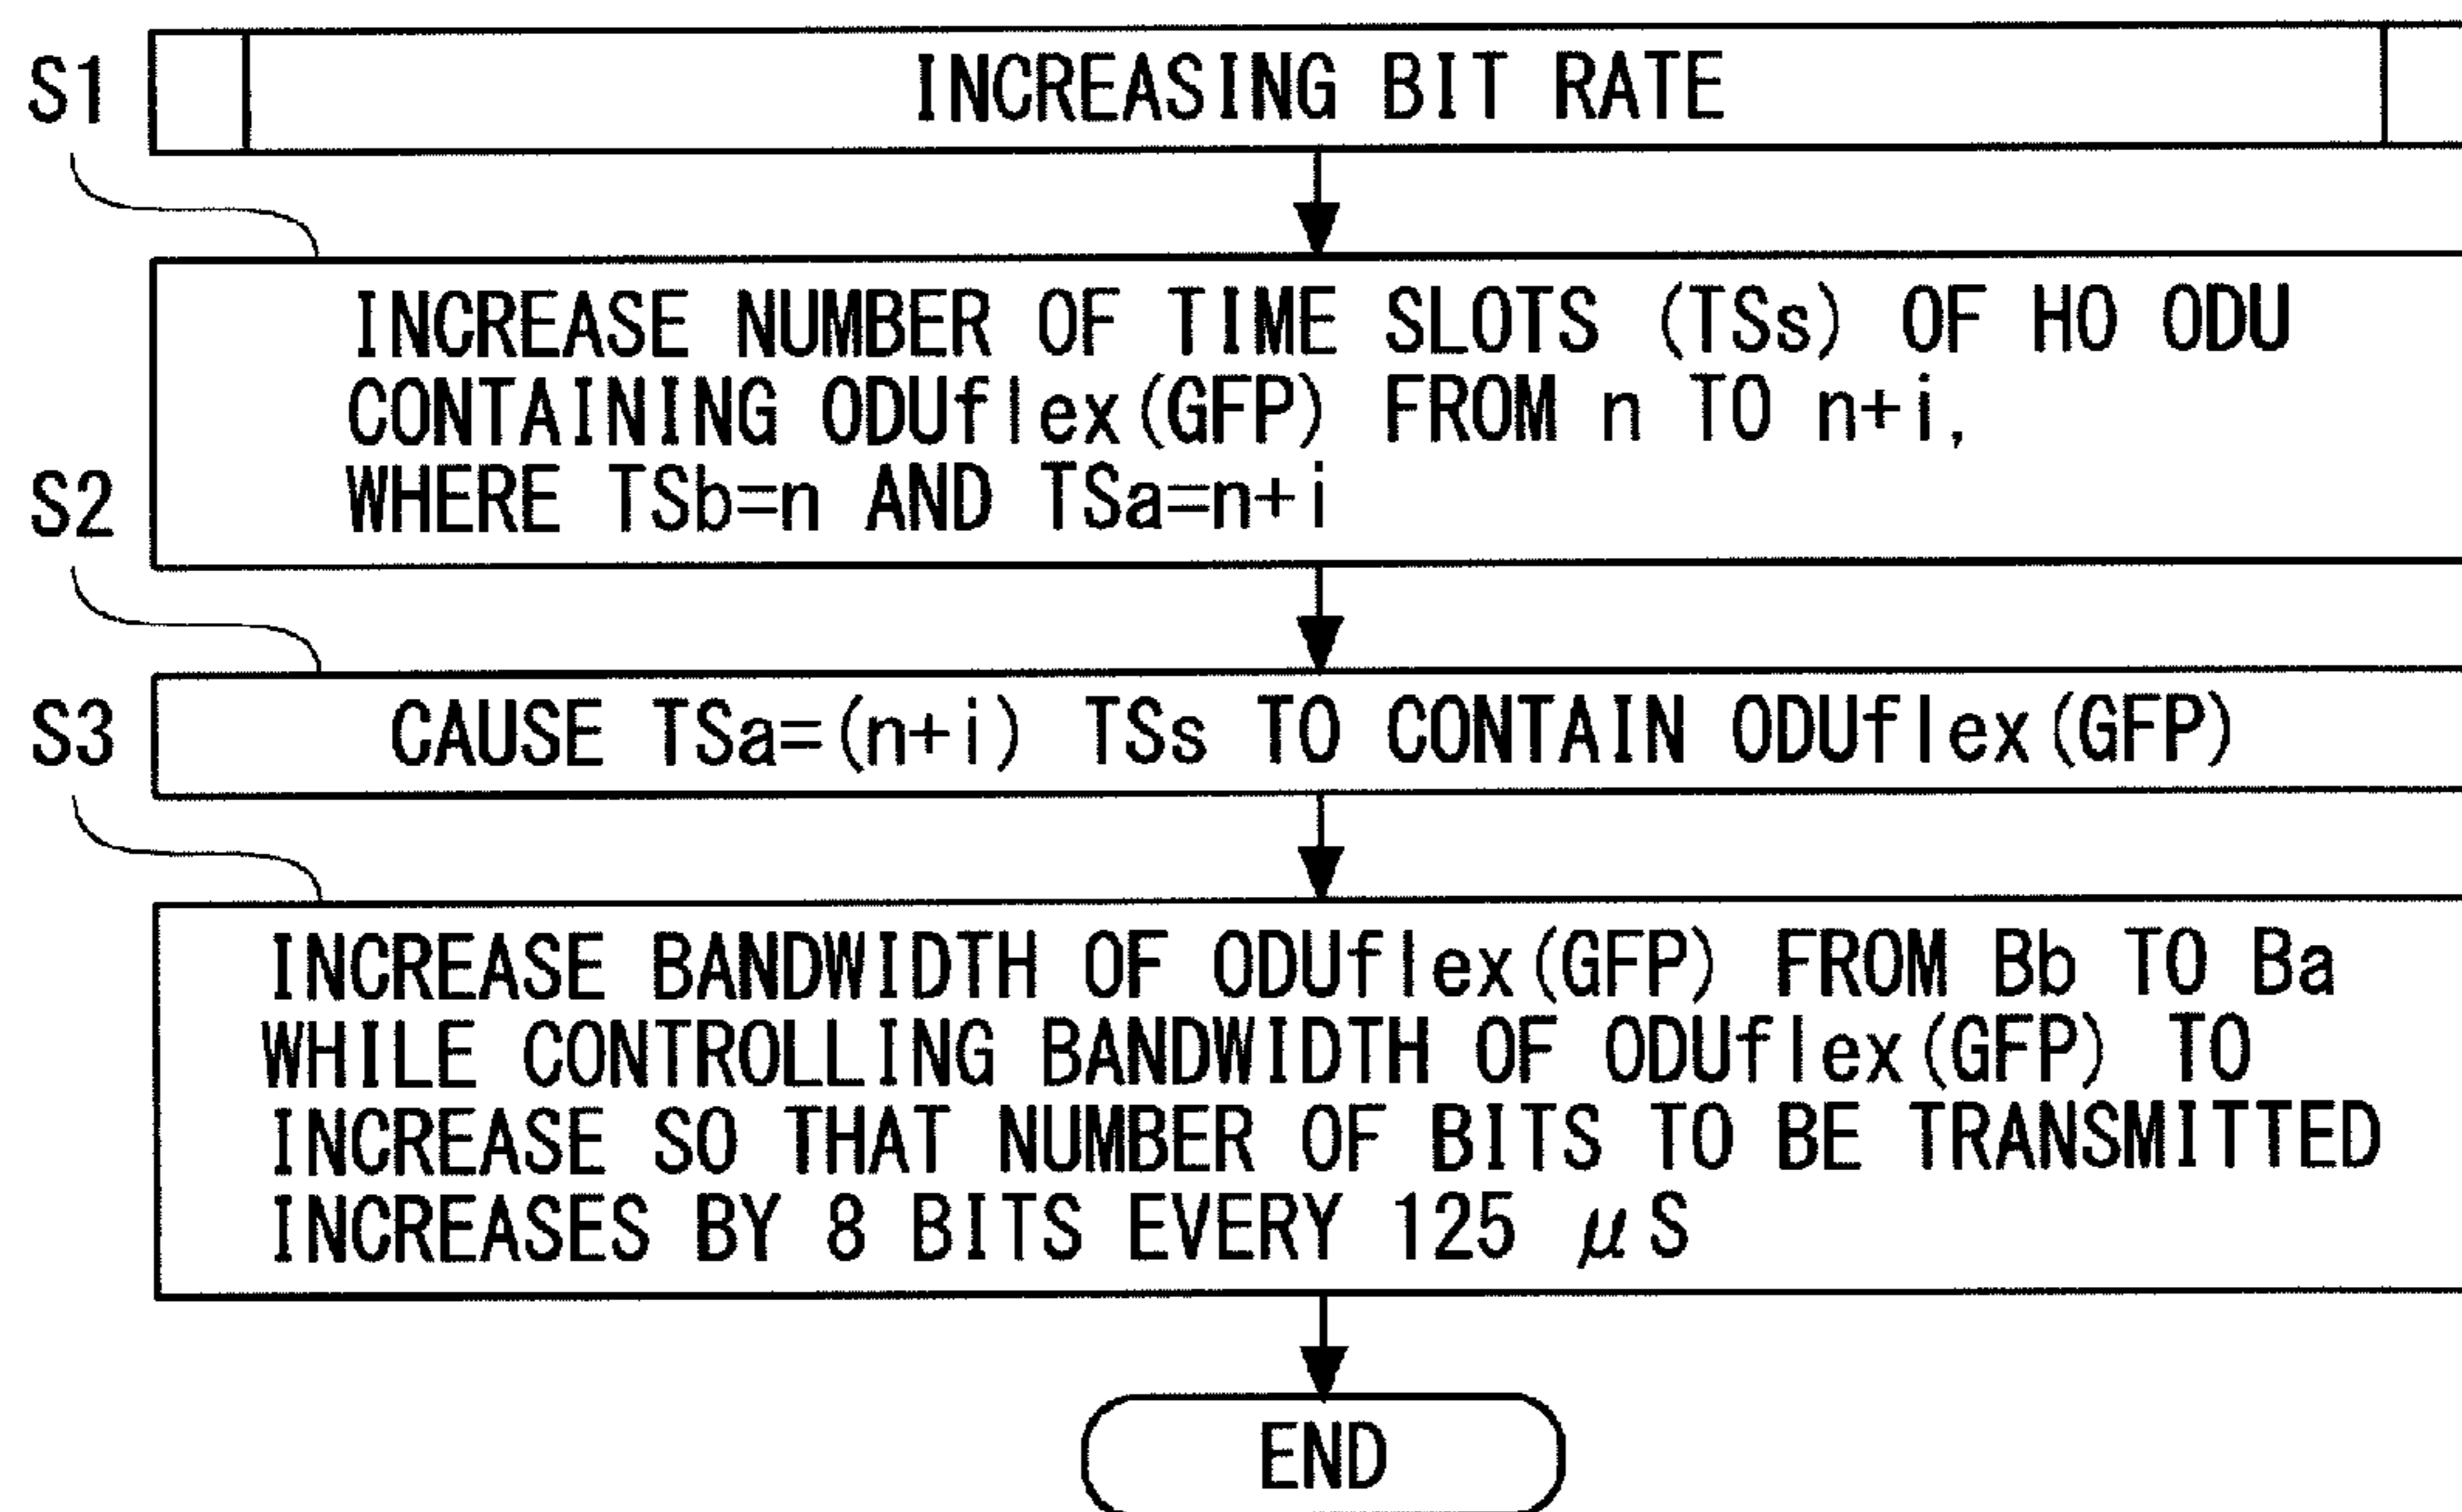 S1
INCREASING BIT RATE
INCREASE NUMBER OF TIME SLOTS (TSs) OF HO ODU
CONTAINING ODUflex(GFP) FROM n TO n+i,
WHERE TSb=n AND TSa=n+i
S2
CAUSE TSa=(n+i) TSs TO CONTAIN ODUflex(GFP)
S3
INCREASE BANDWIDTH OF ODUflex(GFP) FROM Bb TO Ba
WHILE CONTROLLING BANDWIDTH OF ODUflex(GFP) TO
INCREASE SO THAT NUMBER OF BITS TO BE TRANSMITTED
INCREASES BY 8 BITS EVERY 125 μS
END